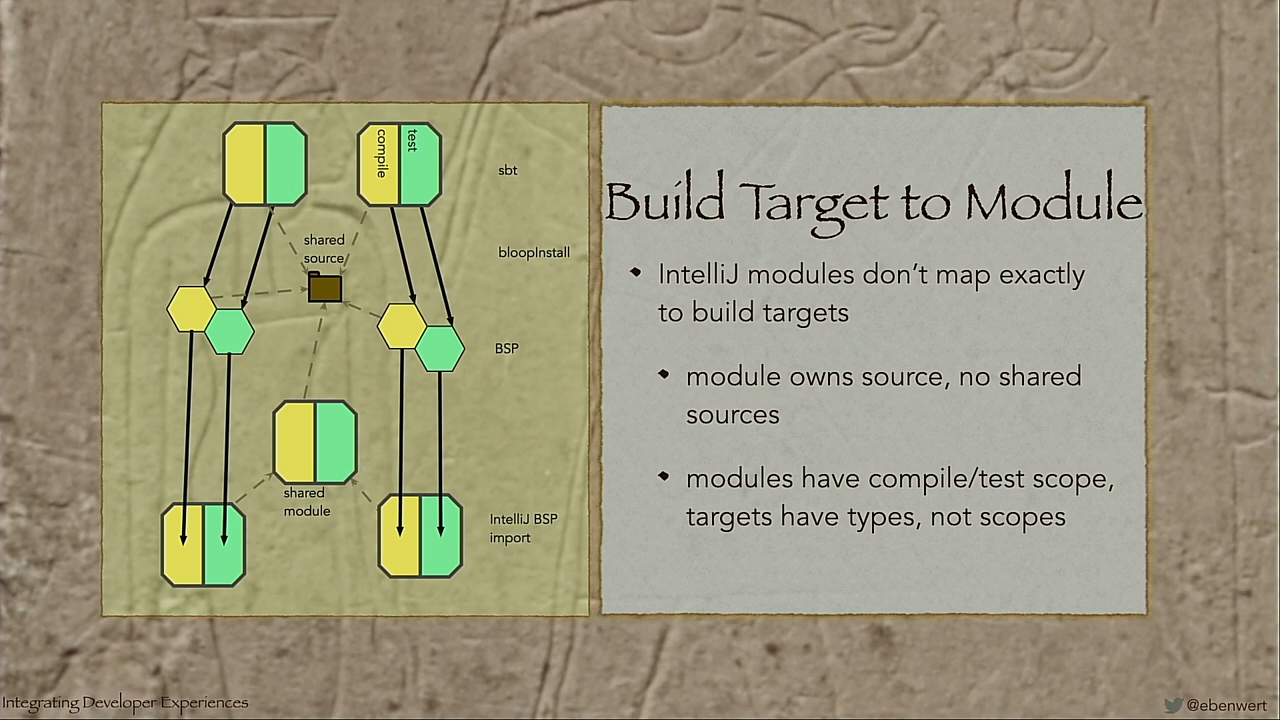 compile
test
sbt
shared
source
bloopInstall
BSP
shared
module
IntelliJ BSP
import
Build Target to Module
IntelliJ modules don’t map exactly
to build targets
module owns source, no shared
sources
modules have compile/test scope,
targets have types, not scopes
Integrating Developer Experiences
@ebenwert